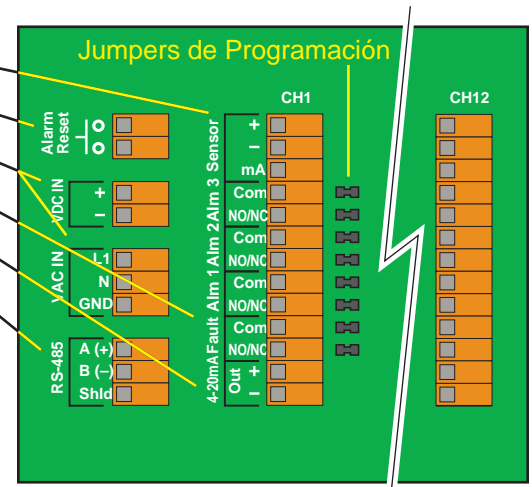 Jumpers de Programación
CH1
CH12
Alarm
Reset
VDC IN
+
–
VAC IN
L1
N
GND
RS-485
A (+)
B (–)
Shld
Sensor
+
–
mA
Alm 3
Com
NO/NC
Alm 2
Com
NO/NC
Alm 1
Com
NO/NC
Fault
Com
NO/NC
4-20mA
Out
+
–